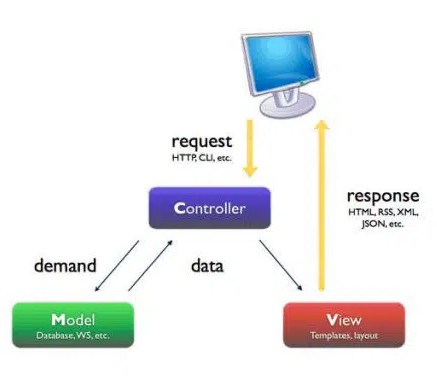 request
HTTP, CLI, etc.
response
HTML, RSS, XML,
JSON, etc.
Controller
demand
data
Model
Database, WS, etc.
View
Templates, layout